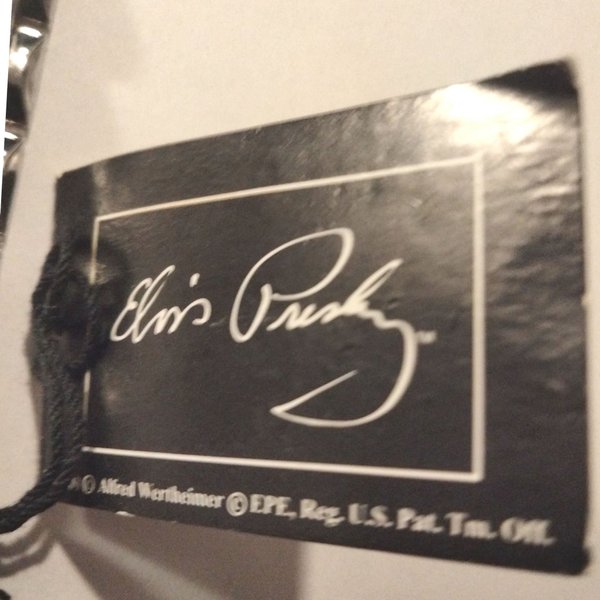 Elvis Presley™
© Alfred Wertheimer © EPE, Reg. U.S. Pat. Tm. Off.